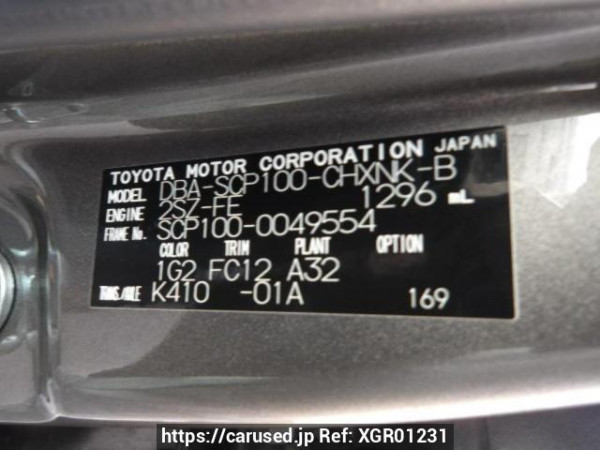 TOYOTA MOTOR CORPORATION JAPAN
MODEL DBA-SCP100-CHXNK-B
ENGINE 2SZ-FE 1296 mL
FRAME No. SCP100-0049554
COLOR TRIM PLANT OPTION
1G2 FC12 A32
TRANS./AXLE K410 -01A 169
https://carused.jp Ref: XGR01231